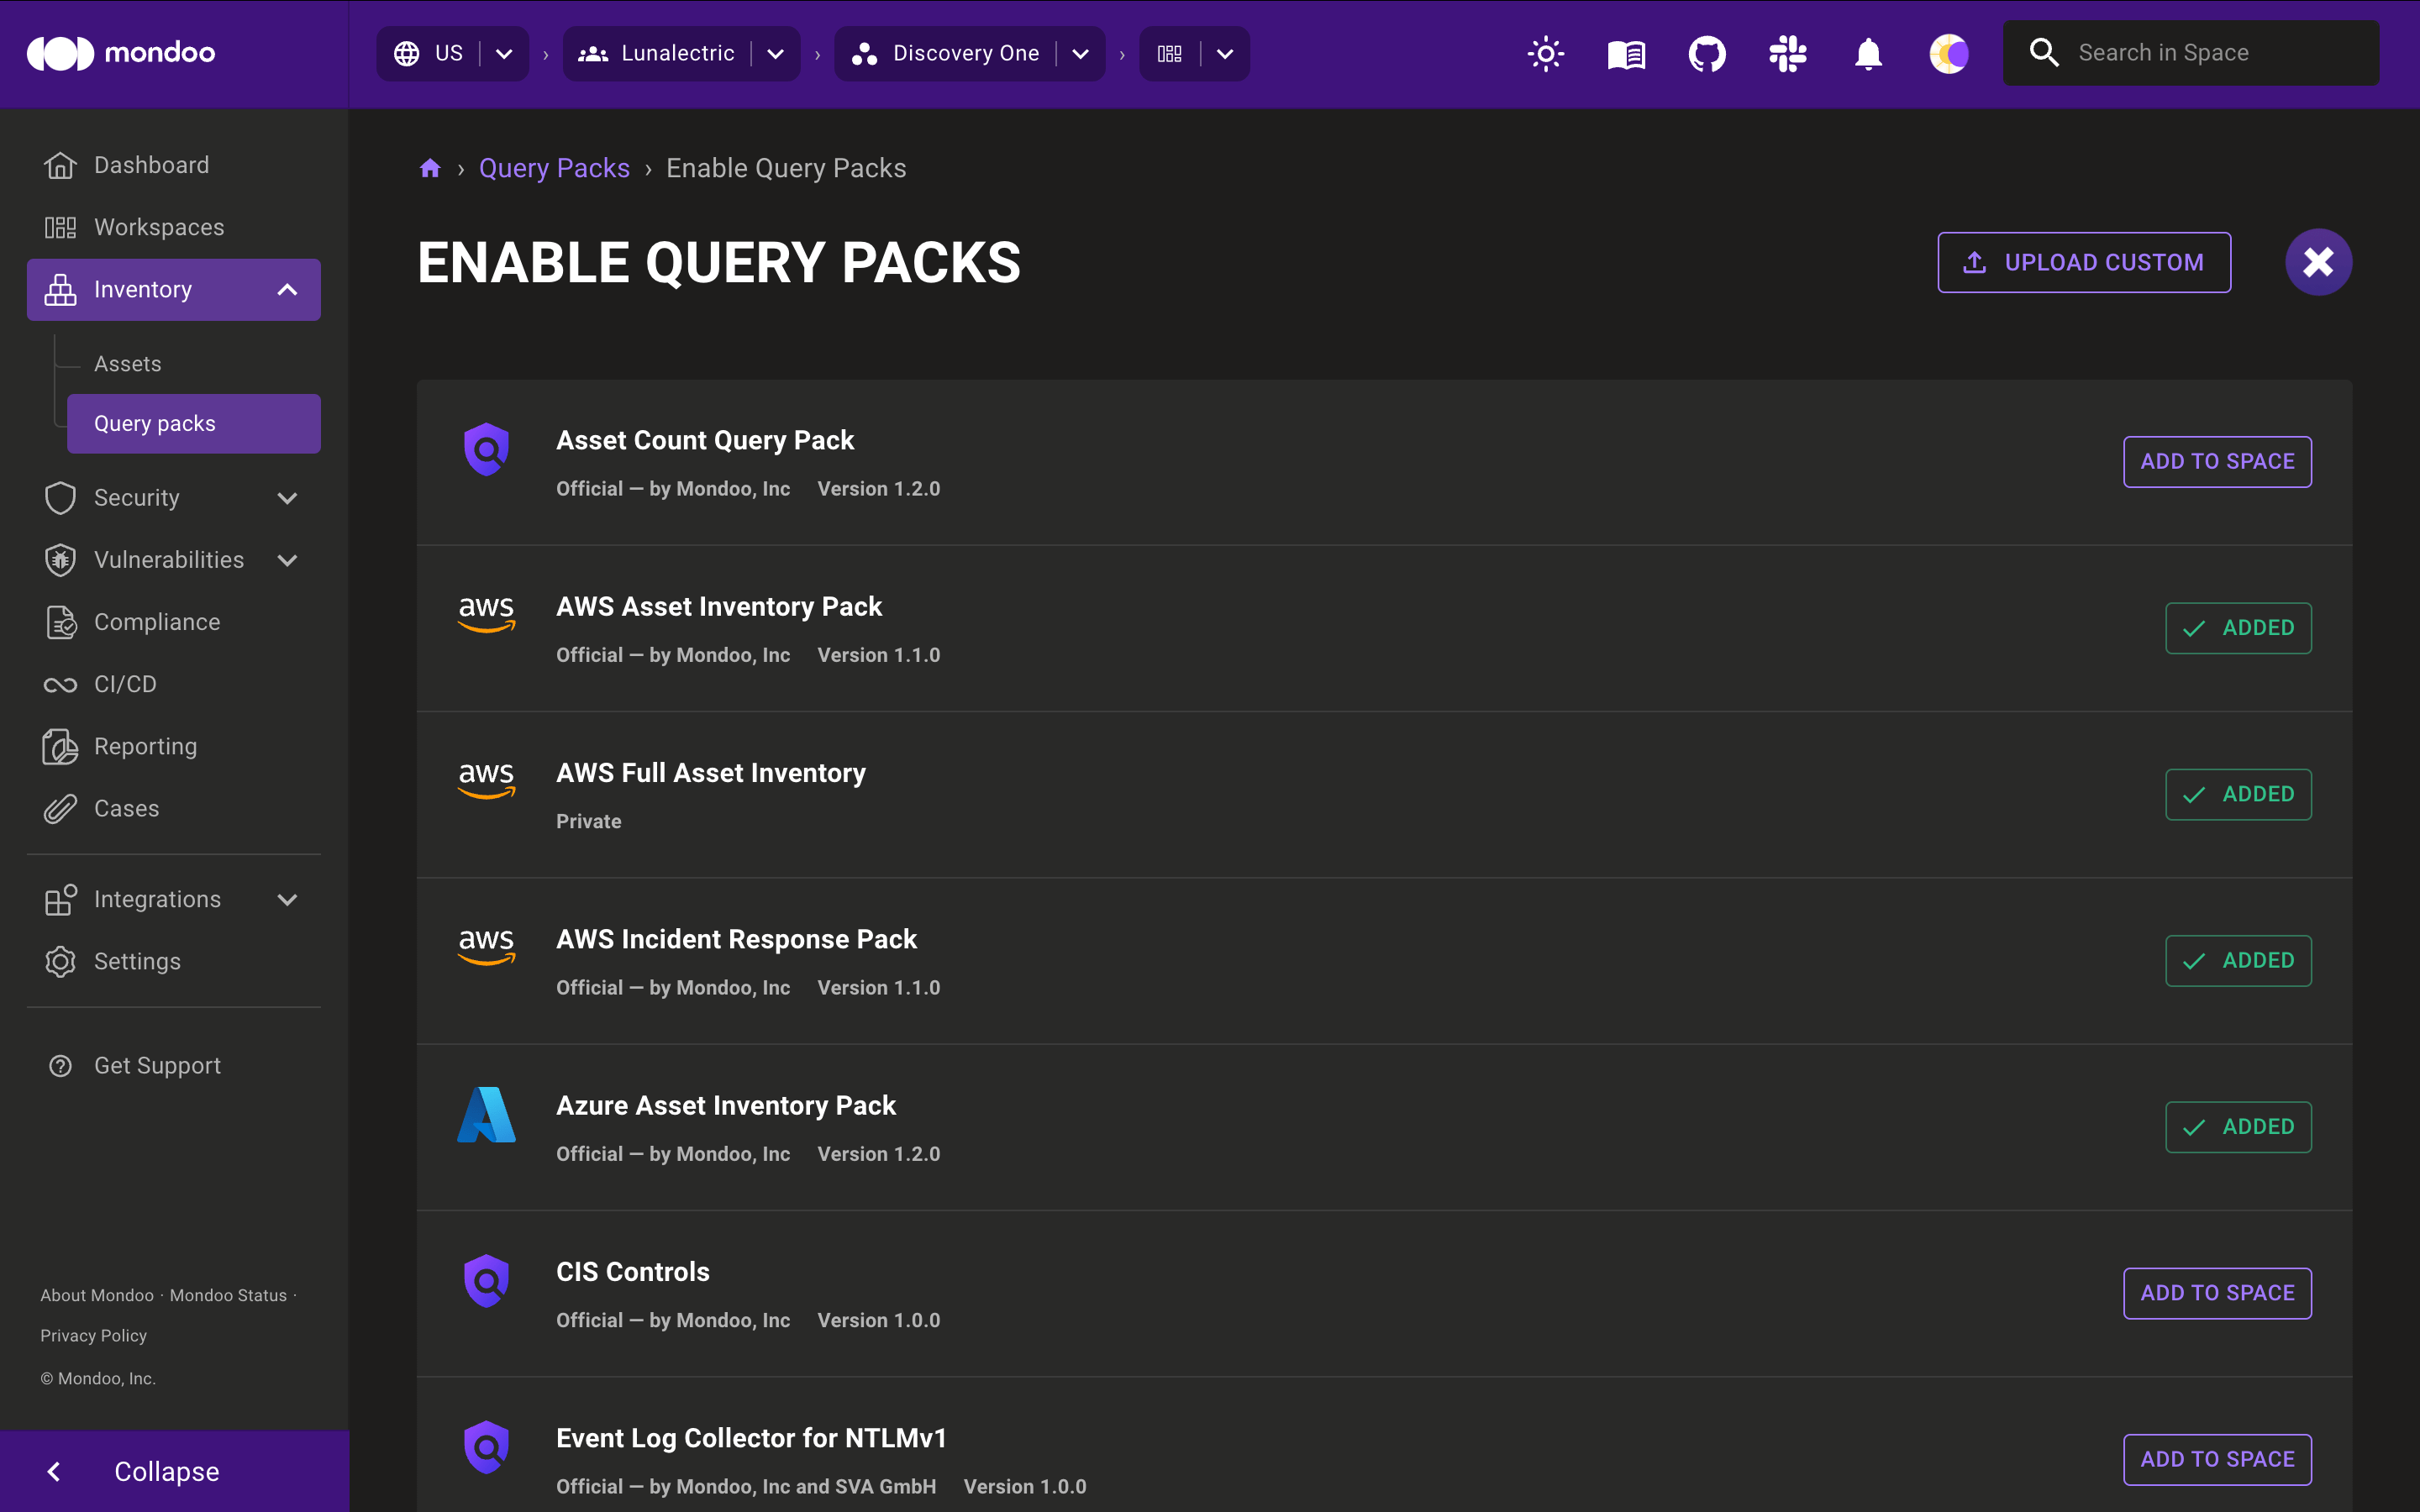 mondoo
US
Lunalectric
Discovery One
Search in Space
Dashboard
Workspaces
Inventory
Assets
Query packs
Security
Vulnerabilities
Compliance
CI/CD
Reporting
Cases
Integrations
Settings
Get Support
About Mondoo · Mondoo Status ·
Privacy Policy
© Mondoo, Inc.
Collapse
› Query Packs › Enable Query Packs
ENABLE QUERY PACKS
UPLOAD CUSTOM
Asset Count Query Pack
Official — by Mondoo, Inc Version 1.2.0
ADD TO SPACE
aws
AWS Asset Inventory Pack
Official — by Mondoo, Inc Version 1.1.0
ADDED
aws
AWS Full Asset Inventory
Private
ADDED
aws
AWS Incident Response Pack
Official — by Mondoo, Inc Version 1.1.0
ADDED
Azure Asset Inventory Pack
Official — by Mondoo, Inc Version 1.2.0
ADDED
CIS Controls
Official — by Mondoo, Inc Version 1.0.0
ADD TO SPACE
Event Log Collector for NTLMv1
Official — by Mondoo, Inc and SVA GmbH Version 1.0.0
ADD TO SPACE